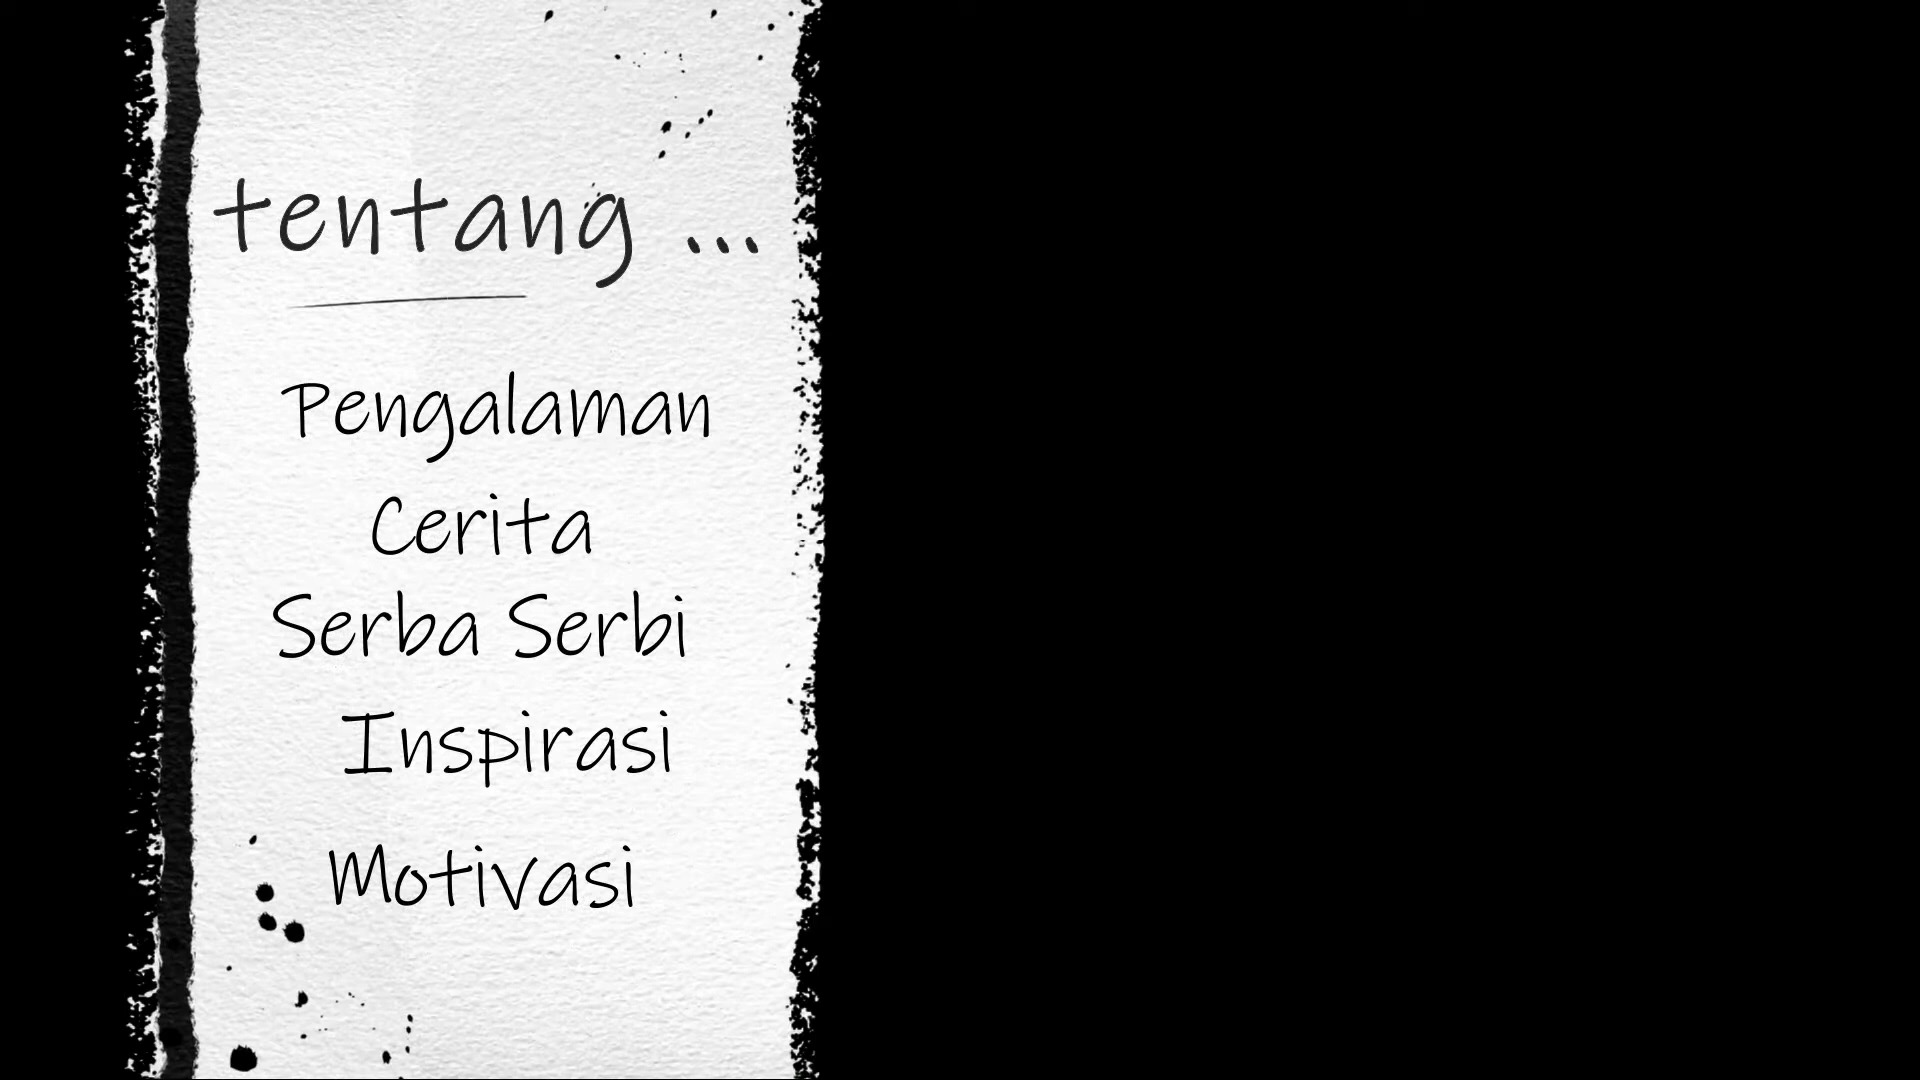 tentang ...
Pengalaman
Cerita
Serba Serbi
Inspirasi
Motivasi